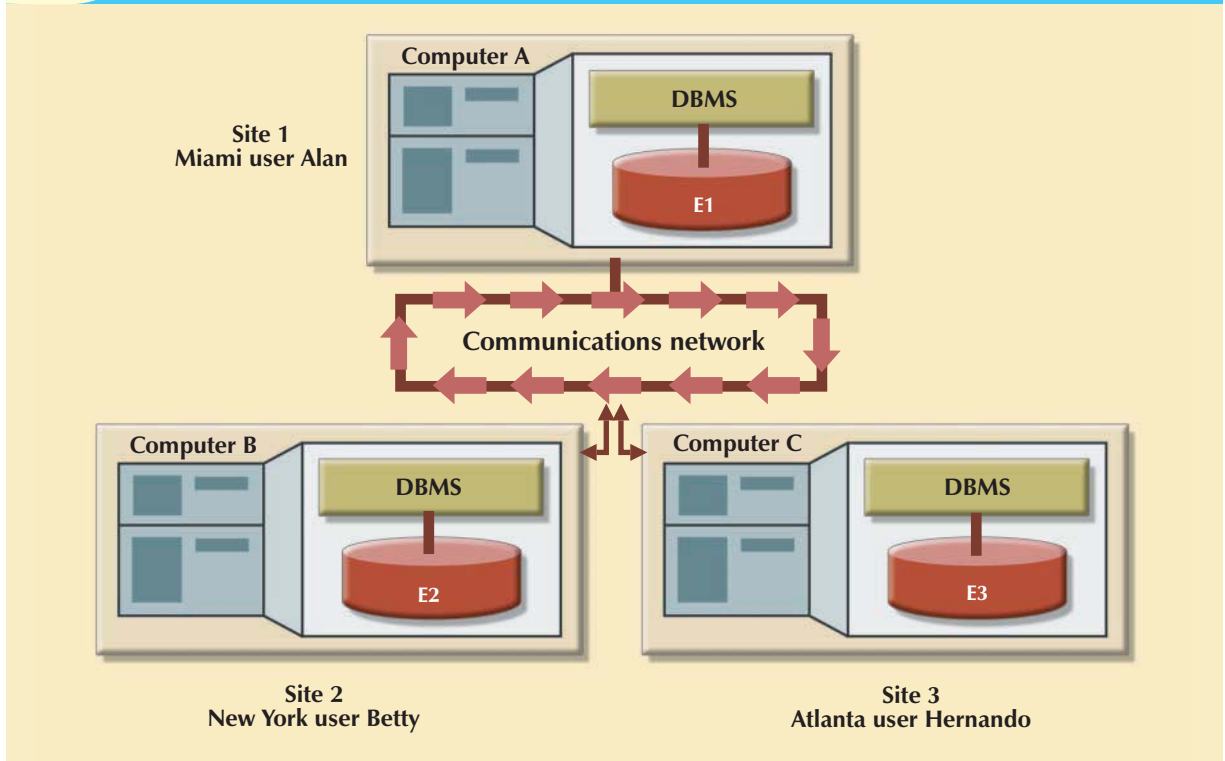 Computer A
DBMS
E1
Site 1
Miami user Alan
Communications network
Computer B
DBMS
E2
Site 2
New York user Betty
Computer C
DBMS
E3
Site 3
Atlanta user Hernando